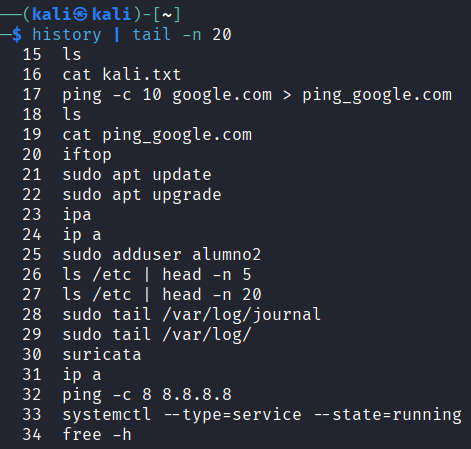 ──(kali㉿kali)-[~]
─$ history | tail -n 20
15 ls
16 cat kali.txt
17 ping -c 10 google.com > ping_google.com
18 ls
19 cat ping_google.com
20 iftop
21 sudo apt update
22 sudo apt upgrade
23 ipa
24 ip a
25 sudo adduser alumno2
26 ls /etc | head -n 5
27 ls /etc | head -n 20
28 sudo tail /var/log/journal
29 sudo tail /var/log/
30 suricata
31 ip a
32 ping -c 8 8.8.8.8
33 systemctl --type=service --state=running
34 free -h